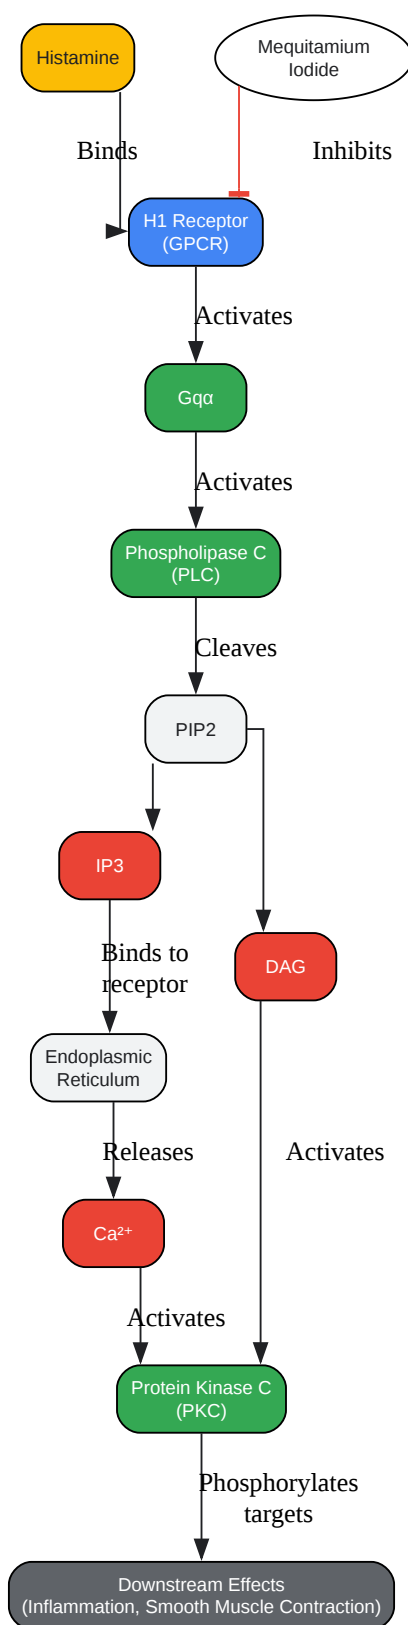 Histamine
Mequitamium
Iodide
Binds
Inhibits
H1 Receptor
(GPCR)
Activates
Gqα
Activates
Phospholipase C
(PLC)
Cleaves
PIP2
IP3
Binds to
receptor
DAG
Endoplasmic
Reticulum
Releases
Activates
Ca²⁺
Activates
Protein Kinase C
(PKC)
Phosphorylates
targets
Downstream Effects
(Inflammation, Smooth Muscle Contraction)